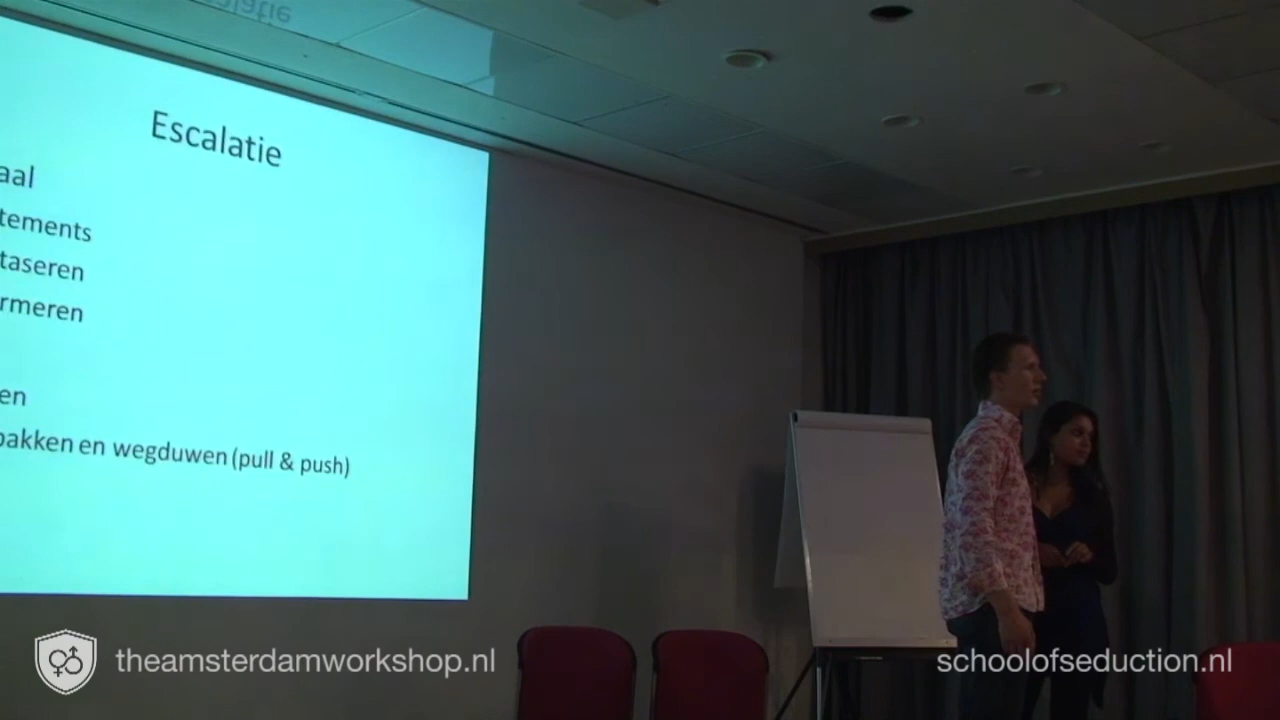 Escalatie
aal
tements
taseren
rmeren
en
pakken en wegduwen (pull & push)
theamsterdamworkshop.nl
schoolofseduction.nl